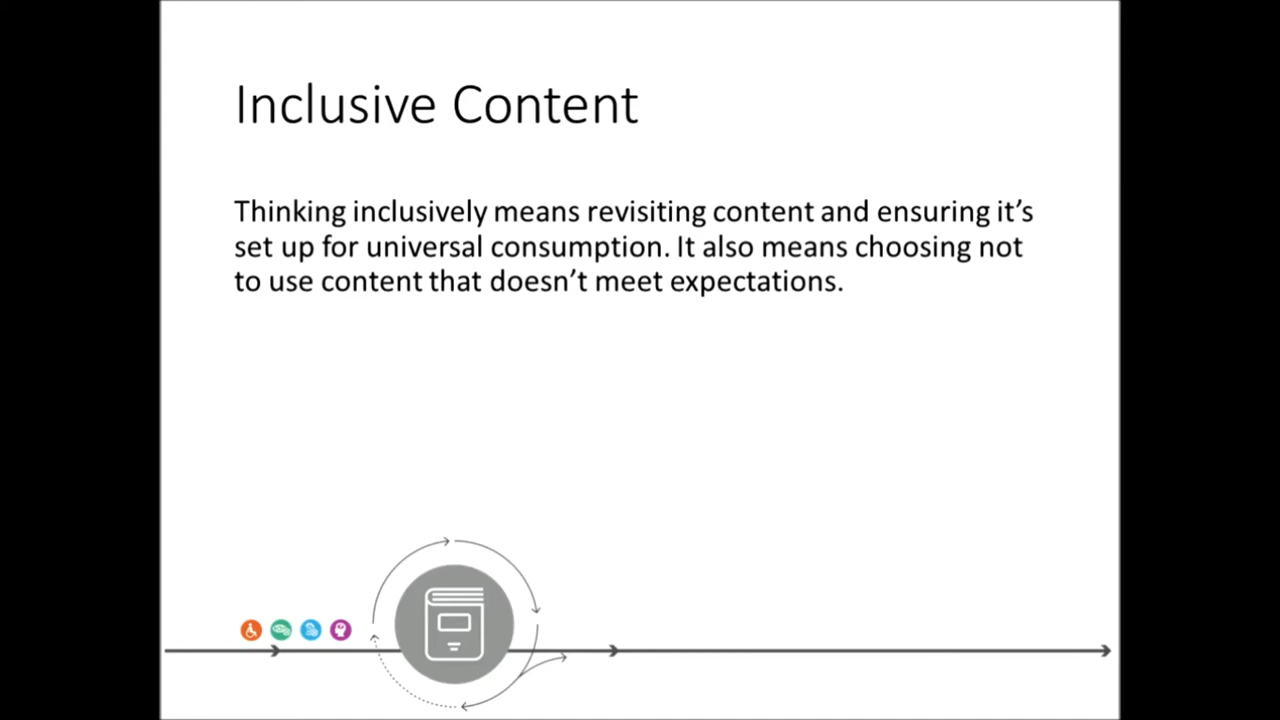 Inclusive Content
Thinking inclusively means revisiting content and ensuring it’s
set up for universal consumption. It also means choosing not
to use content that doesn’t meet expectations.